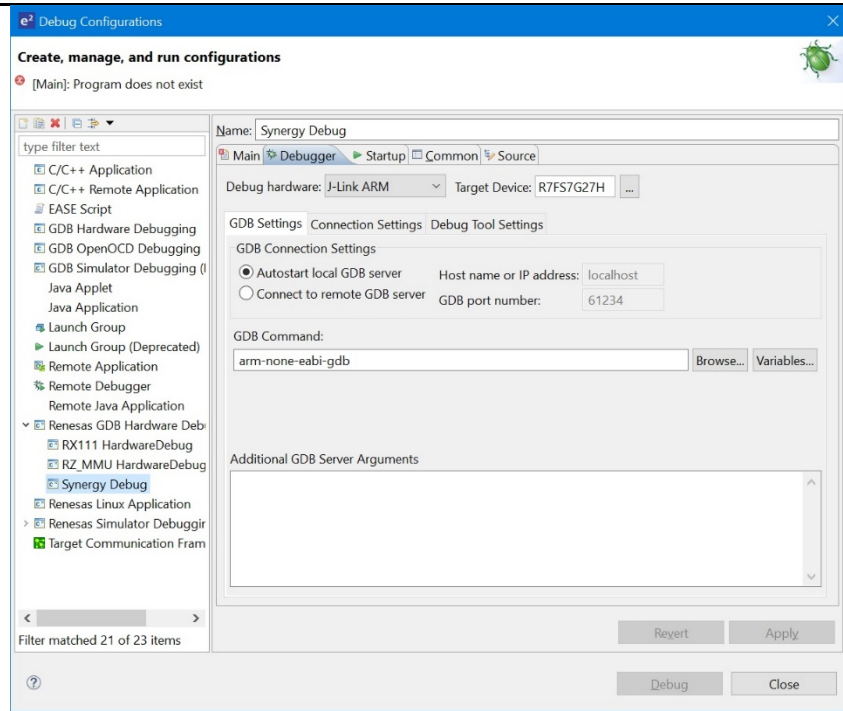 e² Debug Configurations
Create, manage, and run configurations
[Main]: Program does not exist
type filter text
C/C++ Application
C/C++ Remote Application
EASE Script
GDB Hardware Debugging
GDB OpenOCD Debugging
GDB Simulator Debugging (
Java Applet
Java Application
Launch Group
Launch Group (Deprecated)
Remote Application
Remote Debugger
Remote Java Application
Renesas GDB Hardware Deb
RX111 HardwareDebug
RZ_MMU HardwareDebug
Synergy Debug
Renesas Linux Application
Renesas Simulator Debuggin
Target Communication Fram
Filter matched 21 of 23 items
Name: Synergy Debug
Main Debugger Startup Common Source
Debug hardware: J-Link ARM Target Device: R7FS7G27H ...
GDB Settings Connection Settings Debug Tool Settings
GDB Connection Settings
Autostart local GDB server Host name or IP address: localhost
Connect to remote GDB server GDB port number: 61234
GDB Command:
arm-none-eabi-gdb Browse... Variables...
Additional GDB Server Arguments
Revert Apply
? Debug Close